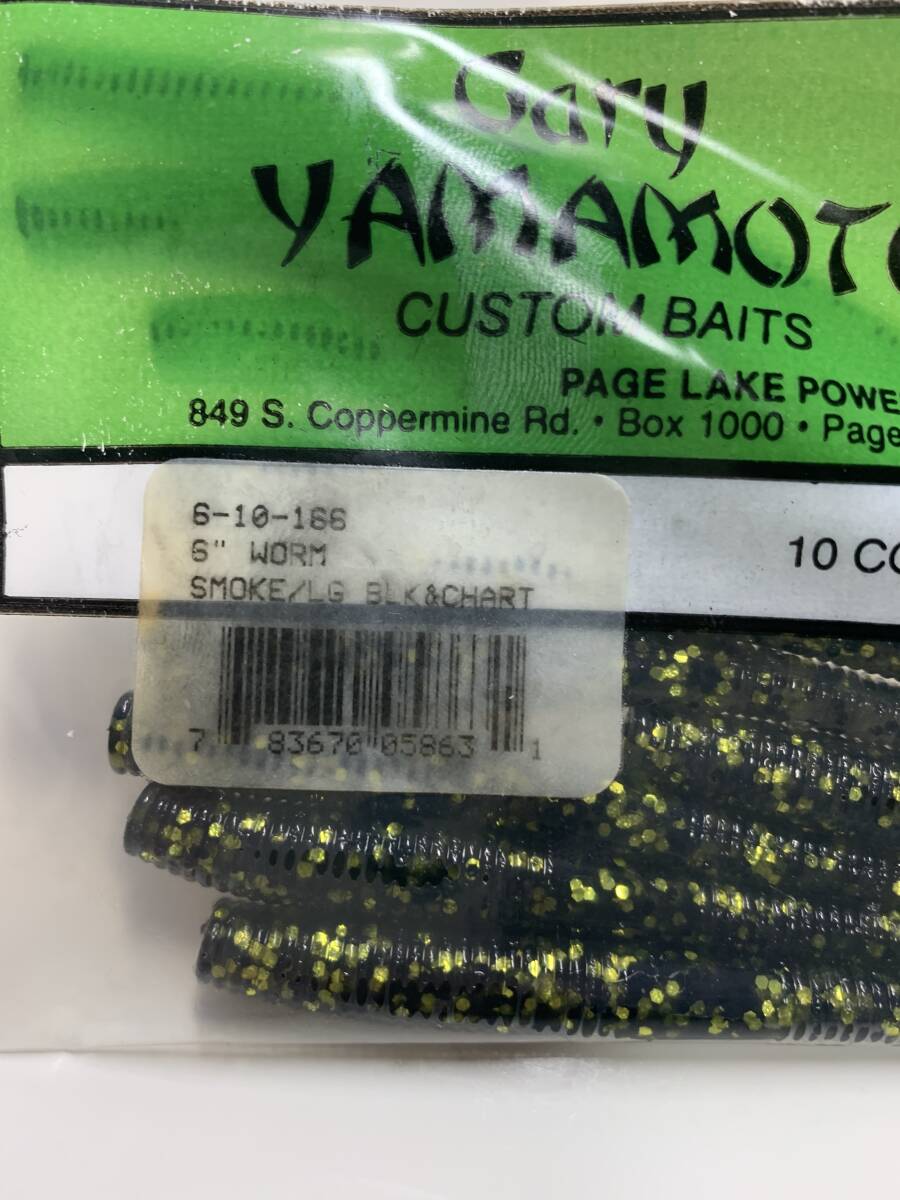 Gary
YAMAMOTO
CUSTOM BAITS
PAGE LAKE POWE
849 S. Coppermine Rd. • Box 1000 • Page
10 CO
6-10-166
6" WORM
SMOKE/LG BLK&CHART
7 83670 05863 1